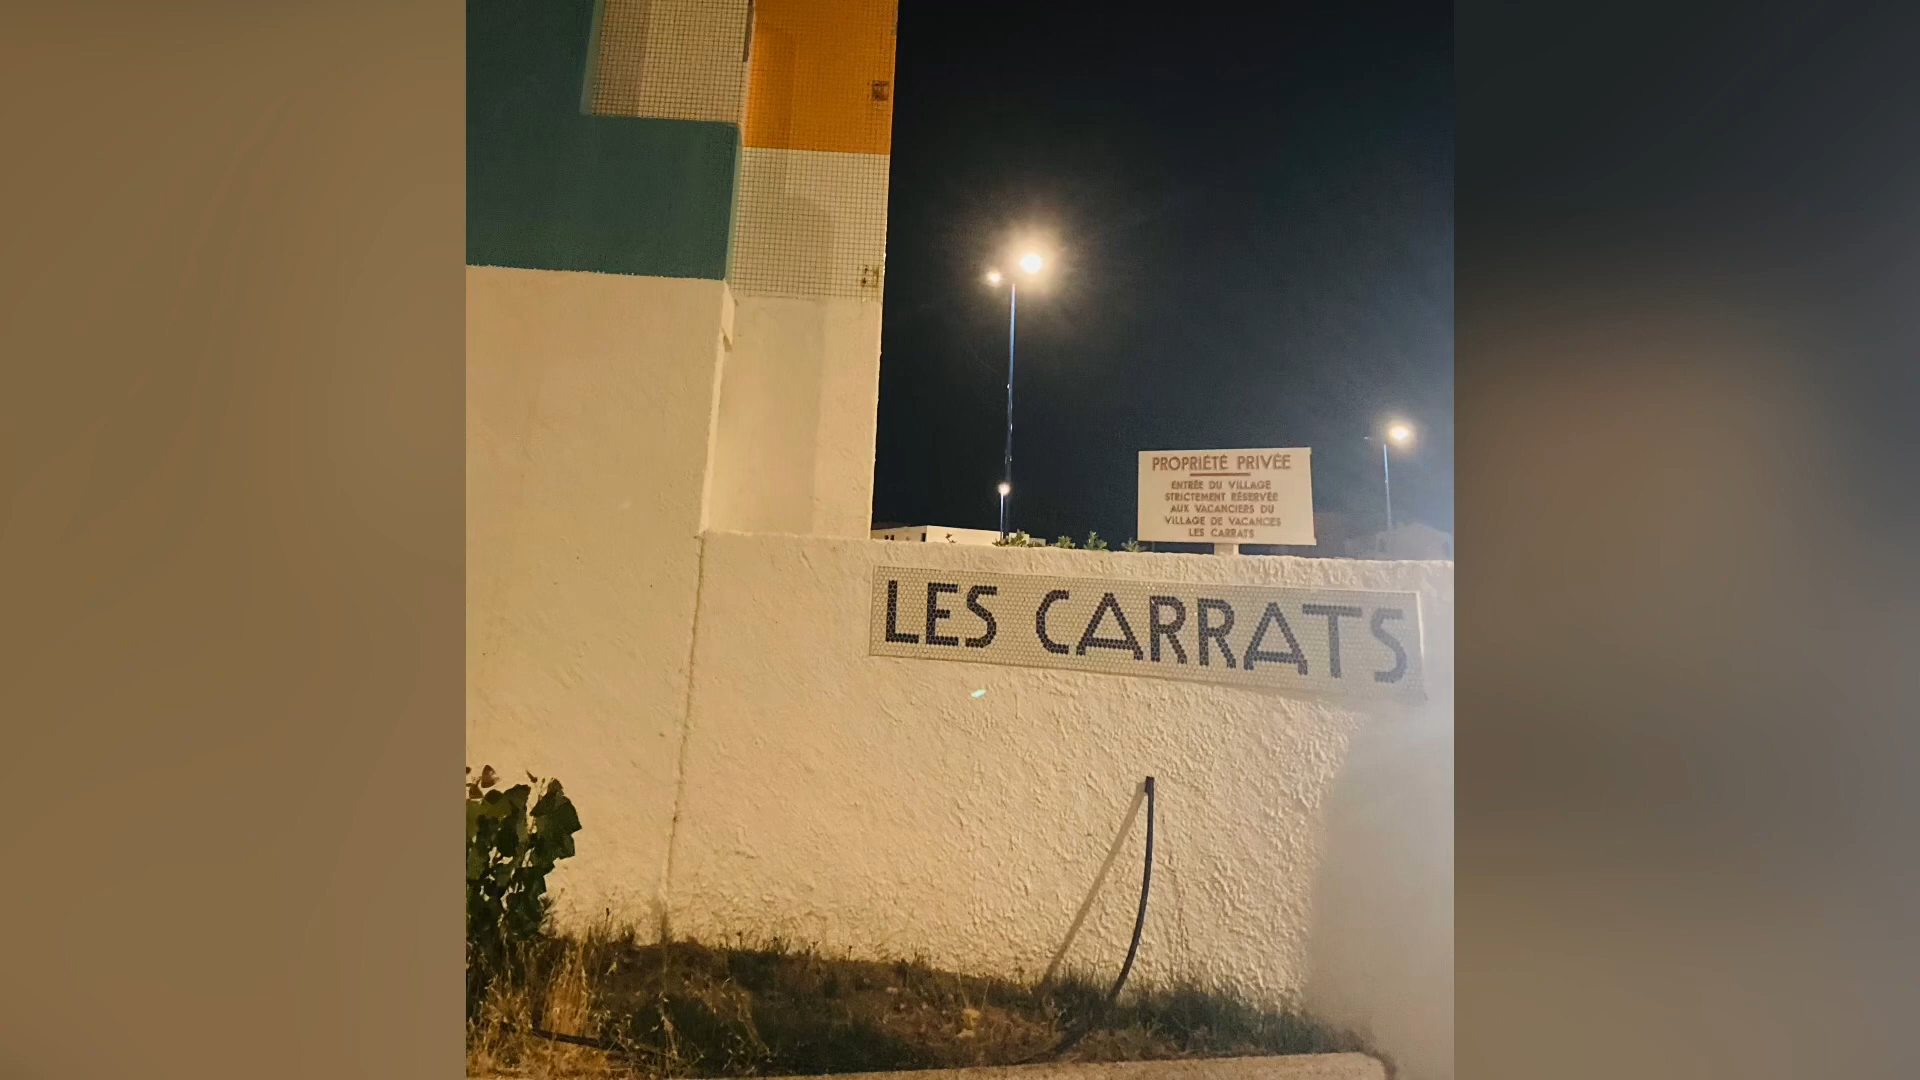 PROPRIÉTÉ PRIVÉE
ENTRÉE DU VILLAGE
STRICTEMENT RÉSERVÉE
AUX VACANCIERS DU
VILLAGE DE VACANCES
LES CARRATS
LES CARRATS